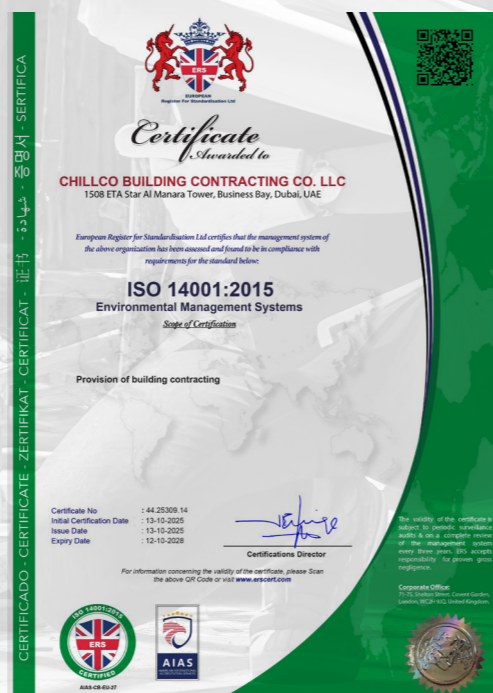 CERTIFICADO - CERTIFICATE - ZERTIFIKAT - CERTIFICAT - 证书 - شهادة - 증명서 - SERTIFICA
ERS
EUROPEAN
Register For Standardisation Ltd
Certificate
Awarded to
CHILLCO BUILDING CONTRACTING CO. LLC
1508 ETA Star Al Manara Tower, Business Bay, Dubai, UAE
European Register for Standardisation Ltd certifies that the management system of
the above organization has been assessed and found to be in compliance with
requirements for the standard below:
ISO 14001:2015
Environmental Management Systems
Scope of Certification
Provision of building contracting
Certificate No : 44.25309.14
Initial Certification Date : 13-10-2025
Issue Date : 13-10-2025
Expiry Date : 12-10-2028
Certifications Director
For information concerning the validity of the certificate, please Scan
the above QR Code or visit www.erscert.com
The validity of the certificate is
subject to periodic surveillance
audits & on a complete review
of the management system
every three years. ERS accepts
responsibility for proven gross
negligence.
Corporate Office:
71-75, Shelton Street, Covent Garden,
London, WC2H 9JQ, United Kingdom.
ISO 14001:2015
ERS
CERTIFIED
AIAS
AIAS-CB-EU-27